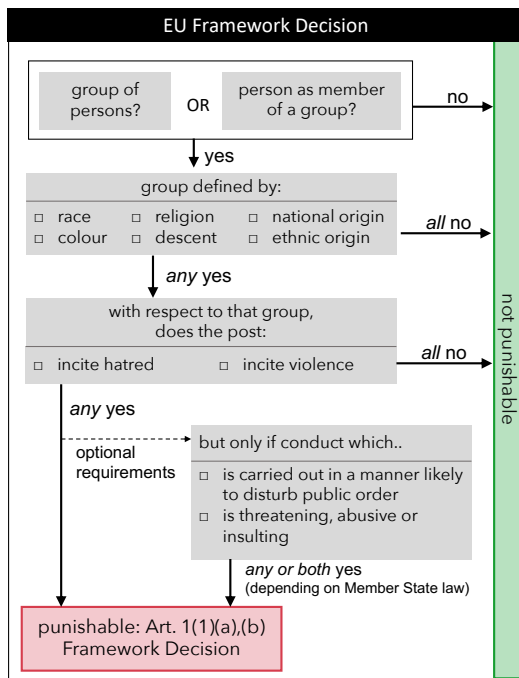 EU Framework Decision
group of
persons?
OR
person as member
of a group?
no
yes
group defined by:
□ race □ religion □ national origin
□ colour □ descent □ ethnic origin
all no
any yes
with respect to that group,
does the post:
□ incite hatred □ incite violence
all no
not punishable
any yes
optional
requirements
but only if conduct which..
□ is carried out in a manner likely
to disturb public order
□ is threatening, abusive or
insulting
any or both yes
(depending on Member State law)
punishable: Art. 1(1)(a),(b)
Framework Decision